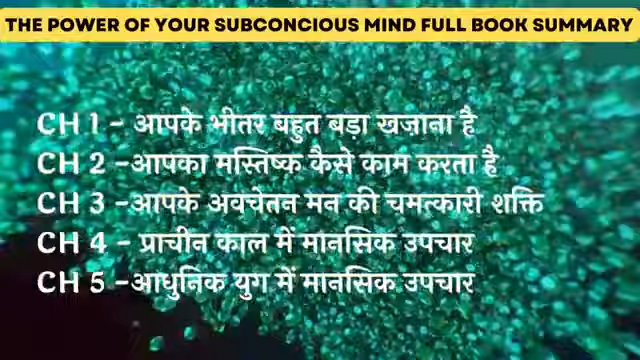 THE POWER OF YOUR SUBCONCIOUS MIND FULL BOOK SUMMARY
CH 1 - आपके भीतर बहुत बड़ा खज़ाना है
CH 2 -आपका मस्तिष्क कैसे काम करता है
CH 3 -आपके अवचेतन मन की चमत्कारी शक्ति
CH 4 - प्राचीन काल में मानसिक उपचार
CH 5 -आधुनिक युग में मानसिक उपचार